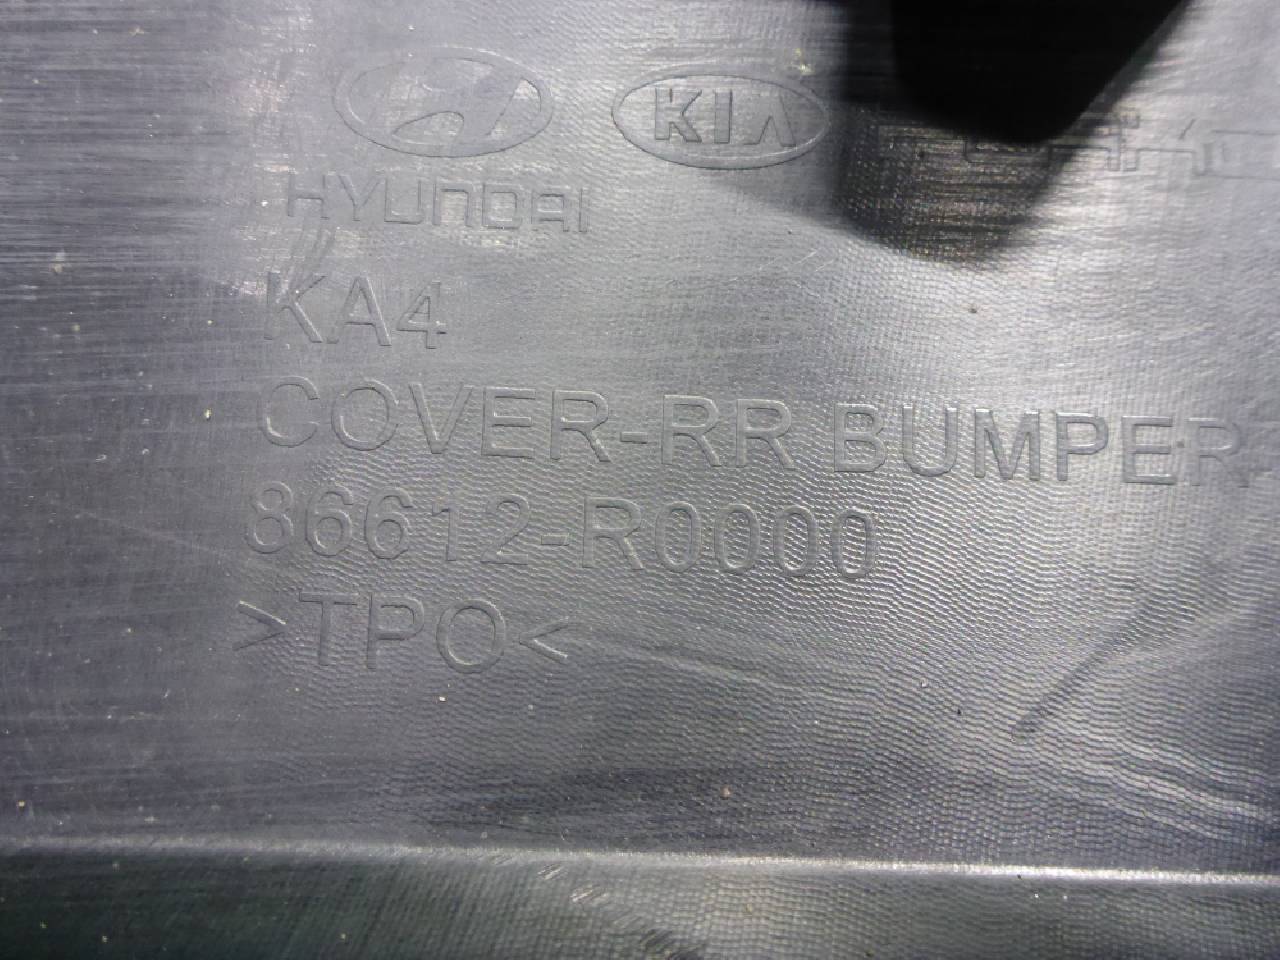 KIA
HYUNDAI
KA4
COVER-RR BUMPER
86612-R0000
>TPO<